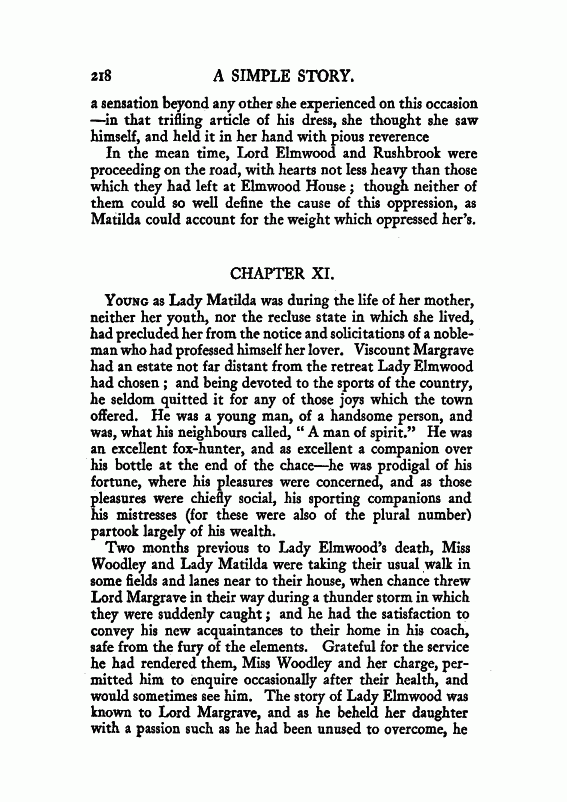 218 A SIMPLE STORY.
a sensation beyond any other she experienced on this occasion
—in that trifling article of his dress, she thought she saw
himself, and held it in her hand with pious reverence
In the mean time, Lord Elmwood and Rushbrook were
proceeding on the road, with hearts not less heavy than those
which they had left at Elmwood House ; though neither of
them could so well define the cause of this oppression, as
Matilda could account for the weight which oppressed her's.
CHAPTER XI.
YOUNG as Lady Matilda was during the life of her mother,
neither her youth, nor the recluse state in which she lived,
had precluded her from the notice and solicitations of a noble-
man who had professed himself her lover. Viscount Margrave
had an estate not far distant from the retreat Lady Elmwood
had chosen ; and being devoted to the sports of the country,
he seldom quitted it for any of those joys which the town
offered. He was a young man, of a handsome person, and
was, what his neighbours called, " A man of spirit." He was
an excellent fox-hunter, and as excellent a companion over
his bottle at the end of the chace—he was prodigal of his
fortune, where his pleasures were concerned, and as those
pleasures were chiefly social, his sporting companions and
his mistresses (for these were also of the plural number)
partook largely of his wealth.
Two months previous to Lady Elmwood's death, Miss
Woodley and Lady Matilda were taking their usual walk in
some fields and lanes near to their house, when chance threw
Lord Margrave in their way during a thunder storm in which
they were suddenly caught ; and he had the satisfaction to
convey his new acquaintances to their home in his coach,
safe from the fury of the elements. Grateful for the service
he had rendered them, Miss Woodley and her charge, per-
mitted him to enquire occasionally after their health, and
would sometimes see him. The story of Lady Elmwood was
known to Lord Margrave, and as he beheld her daughter
with a passion such as he had been unused to overcome, he